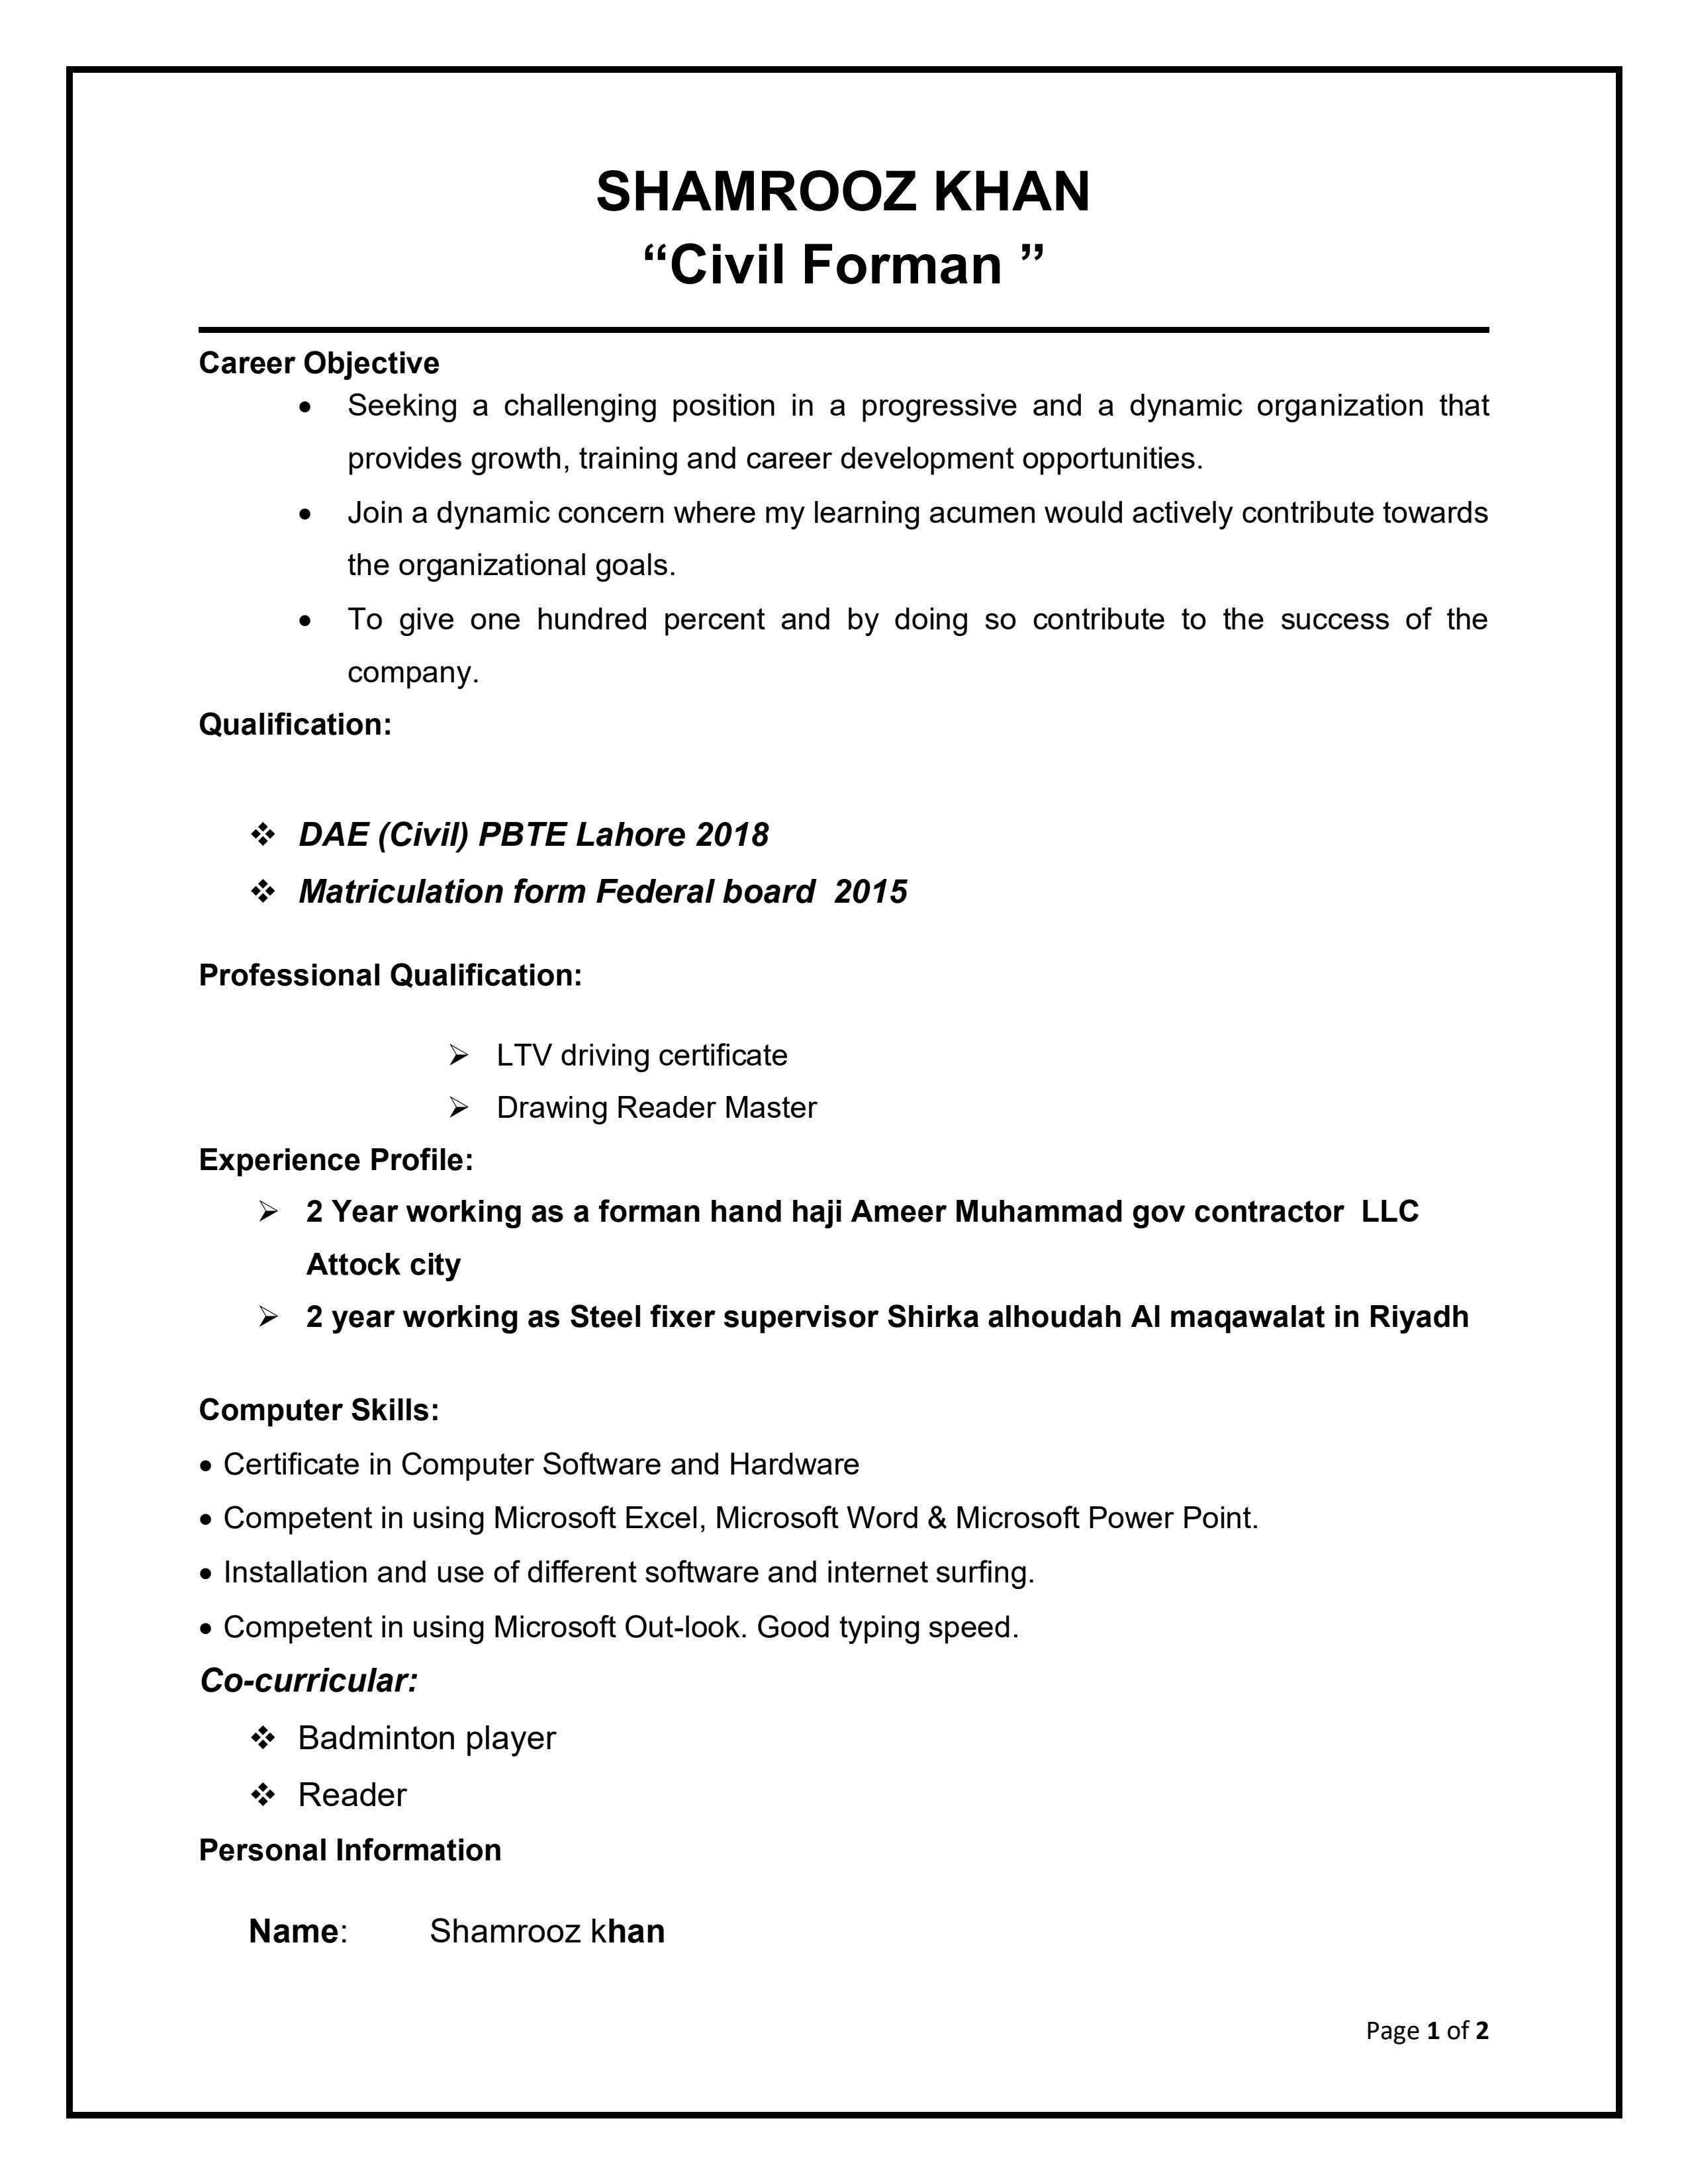 SHAMROOZ KHAN
“Civil Forman ”
Career Objective
• Seeking a challenging position in a progressive and a dynamic organization that
provides growth, training and career development opportunities.
• Join a dynamic concern where my learning acumen would actively contribute towards
the organizational goals.
• To give one hundred percent and by doing so contribute to the success of the
company.
Qualification:
❖ DAE (Civil) PBTE Lahore 2018
❖ Matriculation form Federal board  2015
Professional Qualification:
➢ LTV driving certificate
➢ Drawing Reader Master
Experience Profile:
➢ 2 Year working as a forman hand haji Ameer Muhammad gov contractor  LLC
Attock city
➢ 2 year working as Steel fixer supervisor Shirka alhoudah Al maqawalat in Riyadh
Computer Skills:
• Certificate in Computer Software and Hardware
• Competent in using Microsoft Excel, Microsoft Word & Microsoft Power Point.
• Installation and use of different software and internet surfing.
• Competent in using Microsoft Out-look. Good typing speed.
Co-curricular:
❖ Badminton player
❖ Reader
Personal Information
Name: Shamrooz khan
Page 1 of 2